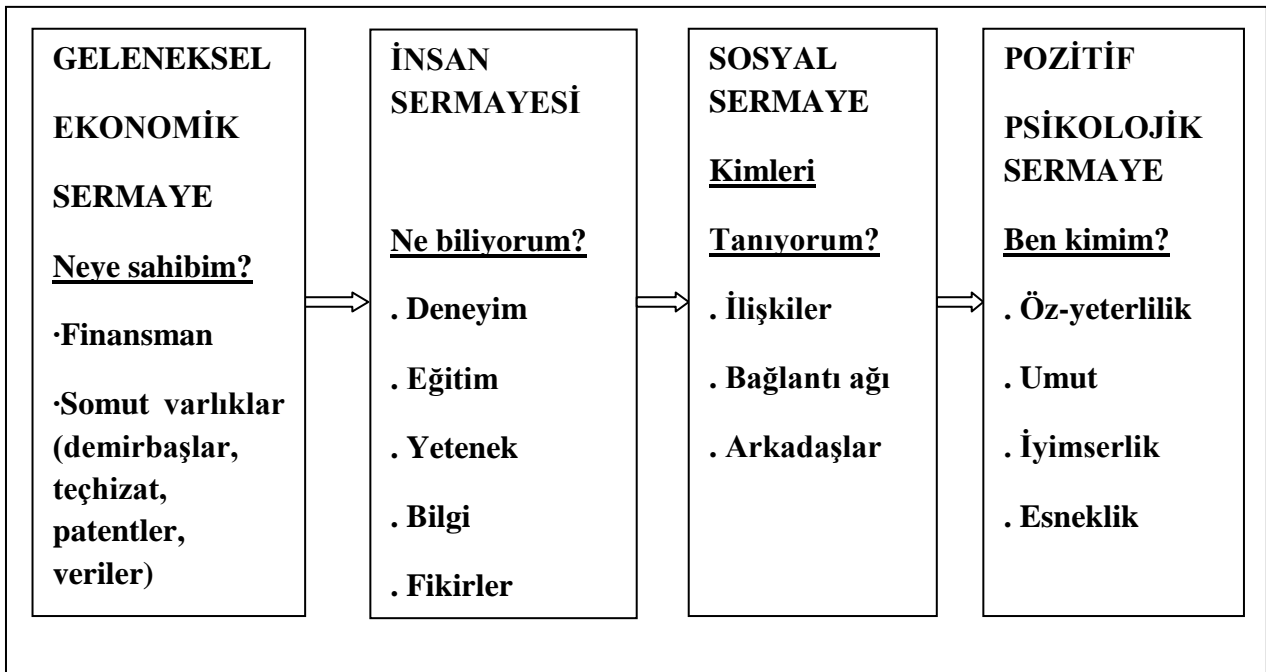 GELENEKSEL
EKONOMİK
SERMAYE
Neye sahibim?
·Finansman
·Somut varlıklar
(demirbaşlar,
teçhizat,
patentler,
veriler)
İNSAN
SERMAYESİ
Ne biliyorum?
. Deneyim
. Eğitim
. Yetenek
. Bilgi
. Fikirler
SOSYAL
SERMAYE
Kimleri
Tanıyorum?
. İlişkiler
. Bağlantı ağı
. Arkadaşlar
POZİTİF
PSİKOLOJİK
SERMAYE
Ben kimim?
. Öz-yeterlilik
. Umut
. İyimserlik
. Esneklik